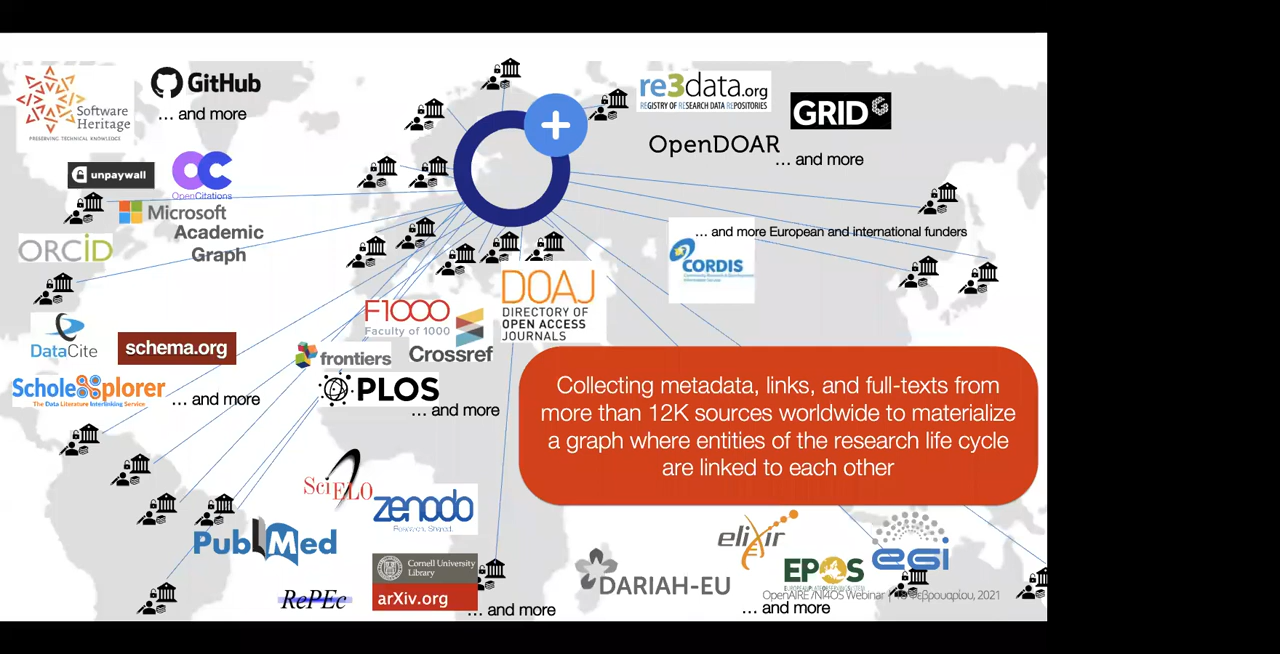 Software
Heritage
PRESERVING TECHNICAL KNOWLEDGE
GitHub
... and more
unpaywall
OpenCitations
Microsoft
Academic
Graph
ORCID
DataCite
schema.org
Scholexplorer
The Data Literature Interlinking Service
... and more
re3data.org
REGISTRY OF RESEARCH DATA REPOSITORIES
GRID
OpenDOAR
... and more
... and more European and international funders
CORDIS
F1000
Faculty of 1000
DOAJ
DIRECTORY OF
OPEN ACCESS
JOURNALS
frontiers
Crossref
PLOS
... and more
Collecting metadata, links, and full-texts from
more than 12K sources worldwide to materialize
a graph where entities of the research life cycle
are linked to each other
SciELO
zenodo
Research. Shared.
PubMed
Cornell University
Library
arXiv.org
RePEc
... and more
elixir
DARIAH-EU
EPOS
egi
OpenAIRE /NI4OS Webinar | Φεβρουαρίου, 2021
... and more